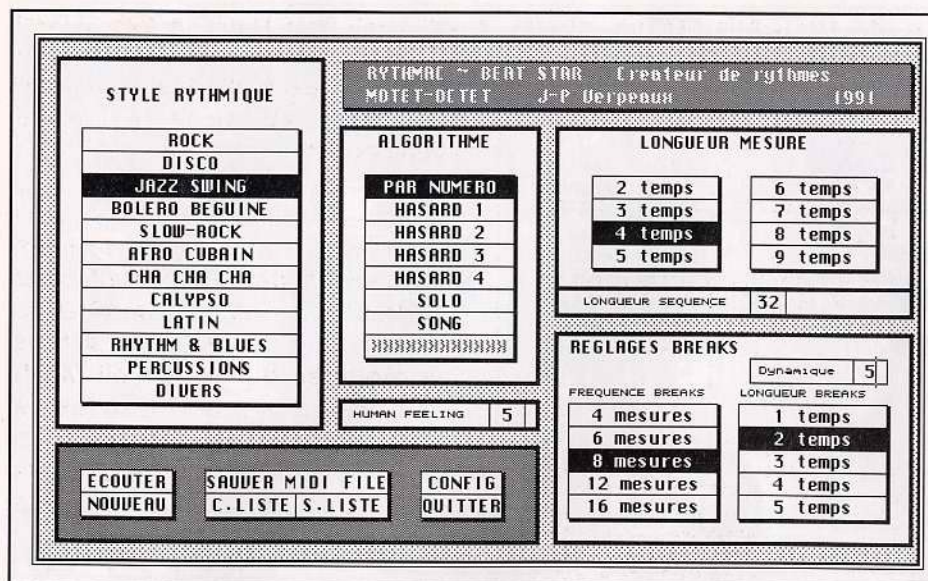 RYTHMAC ~ BEAT STAR Createur de rythmes
MOTET-OCTET J-P Verpeaux 1991
STYLE RYTHMIQUE
ROCK
DISCO
JAZZ SWING
BOLERO BEGUINE
SLOW-ROCK
AFRO CUBAIN
CHA CHA CHA
CALYPSO
LATIN
RHYTHM & BLUES
PERCUSSIONS
DIVERS
ALGORITHME
PAR NUMERO
HASARD 1
HASARD 2
HASARD 3
HASARD 4
SOLO
SONG
HUMAN FEELING 5
LONGUEUR MESURE
2 temps
3 temps
4 temps
5 temps
6 temps
7 temps
8 temps
9 temps
LONGUEUR SEQUENCE 32
REGLAGES BREAKS
Dynamique 5
FREQUENCE BREAKS
4 mesures
6 mesures
8 mesures
12 mesures
16 mesures
LONGUEUR BREAKS
1 temps
2 temps
3 temps
4 temps
5 temps
ECOUTER
NOUVEAU
SAUVER MIDI FILE
C.LISTE S.LISTE
CONFIG
QUITTER